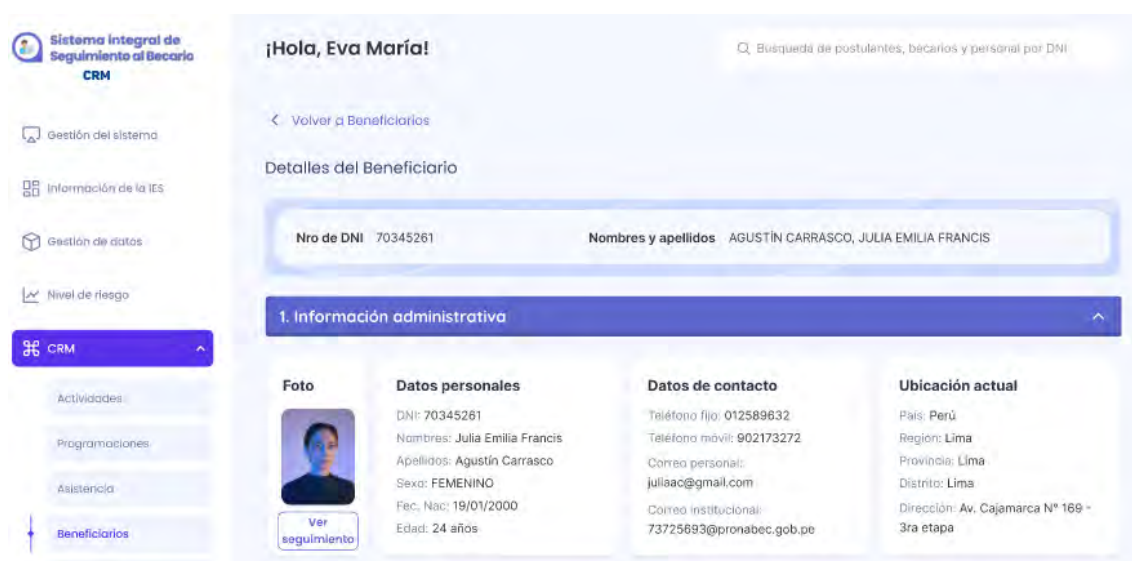 Sistema integral de
Seguimiento al Becario
CRM
¡Hola, Eva María!
Busqueda de postulantes, becarios y personal por DNI
Gestión del sistema
Información de la IES
Gestión de datos
Nivel de riesgo
CRM
Actividades
Programaciones
Asistencia
Beneficiarios
Volver a Beneficiarios
Detalles del Beneficiario
Nro de DNI 70345261
Nombres y apellidos AGUSTÍN CARRASCO, JULIA EMILIA FRANCIS
1. Información administrativa
Foto
Ver
seguimiento
Datos personales
DNI: 70345261
Nombres: Julia Emilia Francis
Apellidos: Agustín Carrasco
Sexo: FEMENINO
Fec. Nac: 19/01/2000
Edad: 24 años
Datos de contacto
Teléfono fijo: 012589632
Teléfono móvil: 902173272
Correo personal:
juliaac@gmail.com
Correo institucional:
73725693@pronabec.gob.pe
Ubicación actual
País: Perú
Región: Lima
Provincia: Lima
Distrito: Lima
Dirección: Av. Cajamarca N° 169 -
3ra etapa